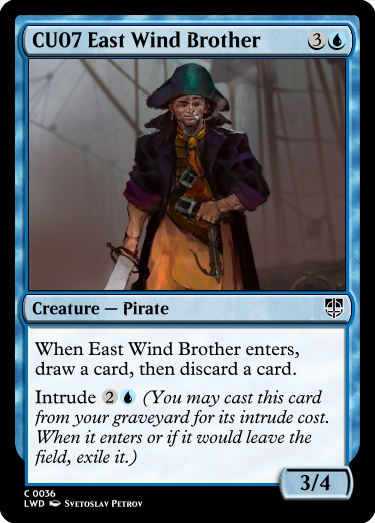 CU07 East Wind Brother 3
Creature — Pirate
When East Wind Brother enters,
draw a card, then discard a card.
Intrude 2 (You may cast this card
from your graveyard for its intrude cost.
When it enters or if it would leave the
field, exile it.)
3/4
C 0036
LWD Svetoslav Petrov